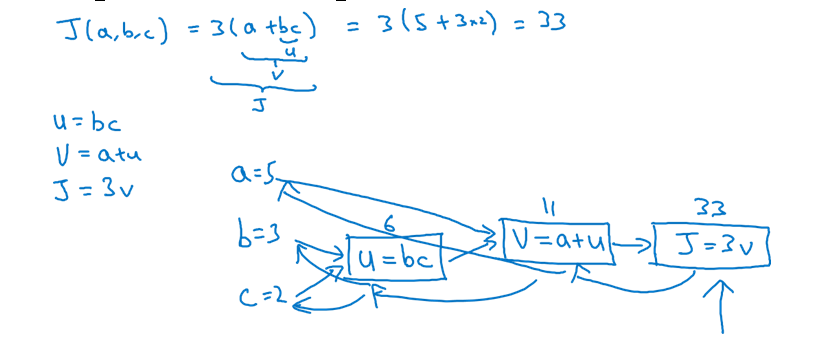 J(a,b,c) = 3(a+bc) = 3(5+3×2) = 33
u
V
J
u = bc
V = a+u
J = 3v
a=5
11
33
b=3
6
V=a+u
J=3v
u=bc
c=2